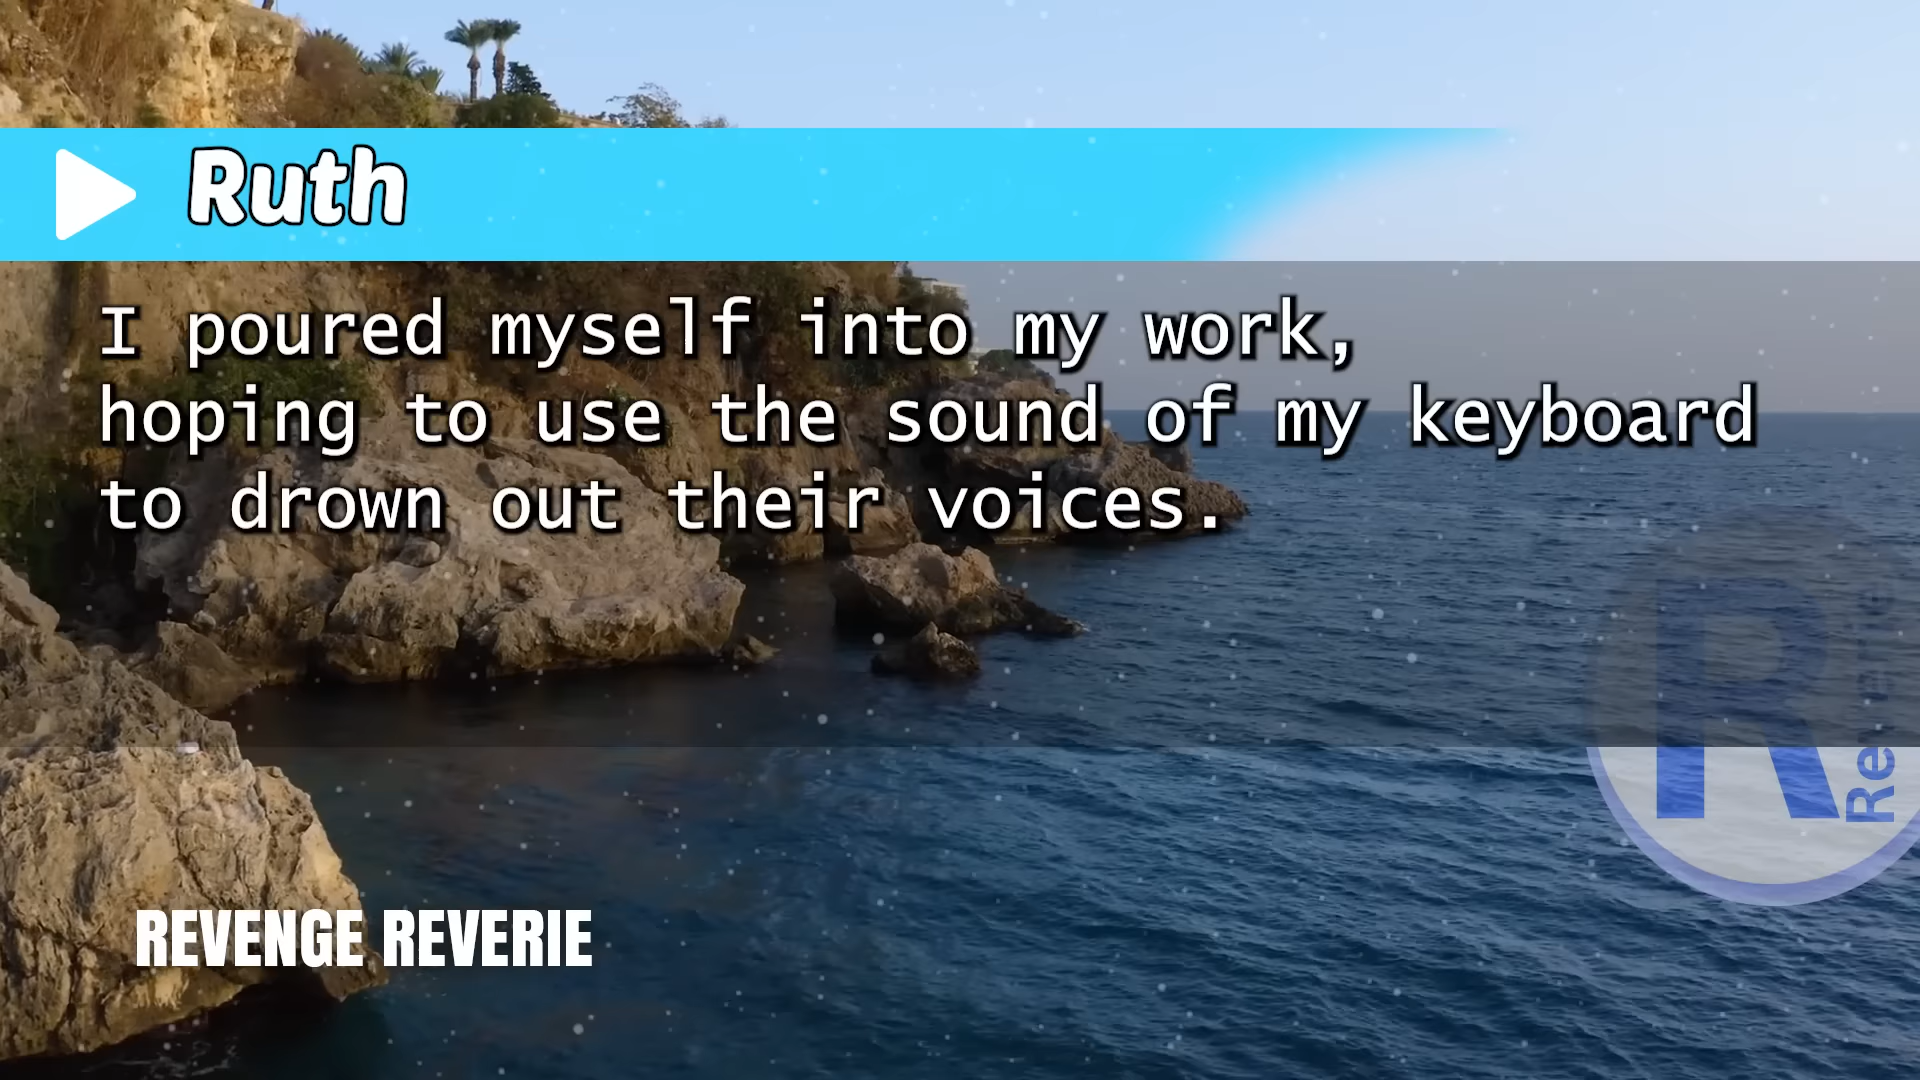 Ruth
I poured myself into my work,
hoping to use the sound of my keyboard
to drown out their voices.
R
REVENGE REVERIE